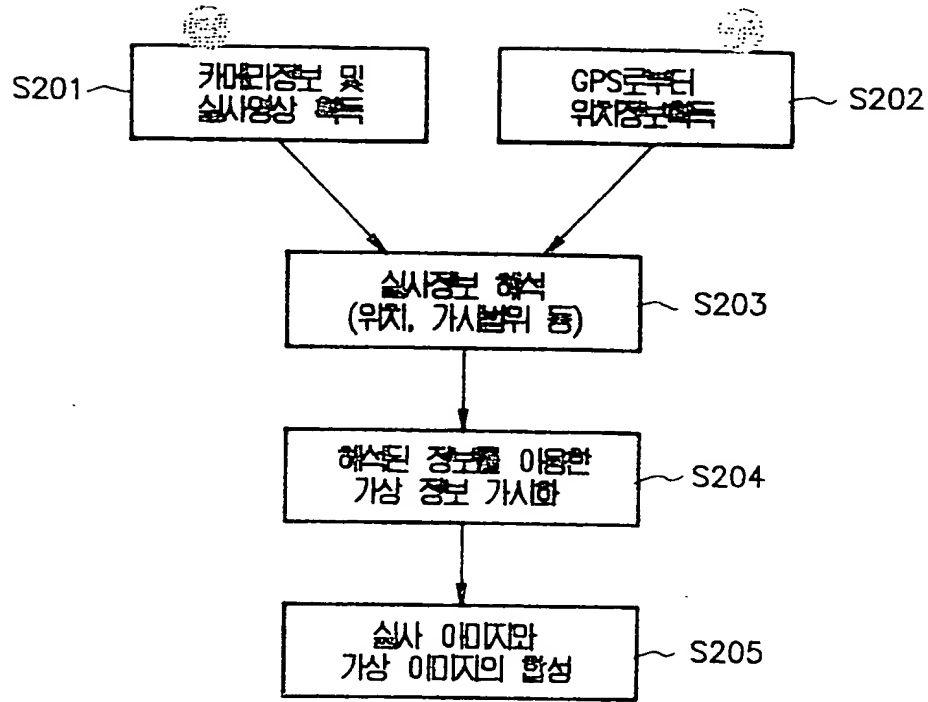 S201
카메라정보 및
실사영상 획득
GPS로부터
위치정보획득
S202
실사정보 해석
(위치, 가시범위 등)
S203
해석된 정보를 이용한
가상 정보 가시화
S204
실사 이미지와
가상 이미지의 합성
S205